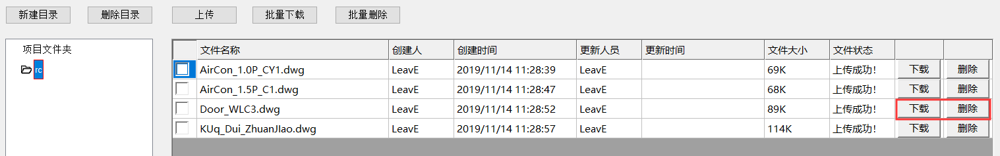 新建目录 删除目录 上传 批量下载 批量删除
项目文件夹
rc
文件名称 创建人 创建时间 更新人员 更新时间 文件大小 文件状态
AirCon_1.0P_CY1.dwg LeavE 2019/11/14 11:28:39 LeavE 69K 上传成功! 下载 删除
AirCon_1.5P_C1.dwg LeavE 2019/11/14 11:28:47 LeavE 68K 上传成功! 下载 删除
Door_WLC3.dwg LeavE 2019/11/14 11:28:52 LeavE 89K 上传成功! 下载 删除
KUq_Dui_ZhuanJIao.dwg LeavE 2019/11/14 11:28:57 LeavE 114K 上传成功! 下载 删除